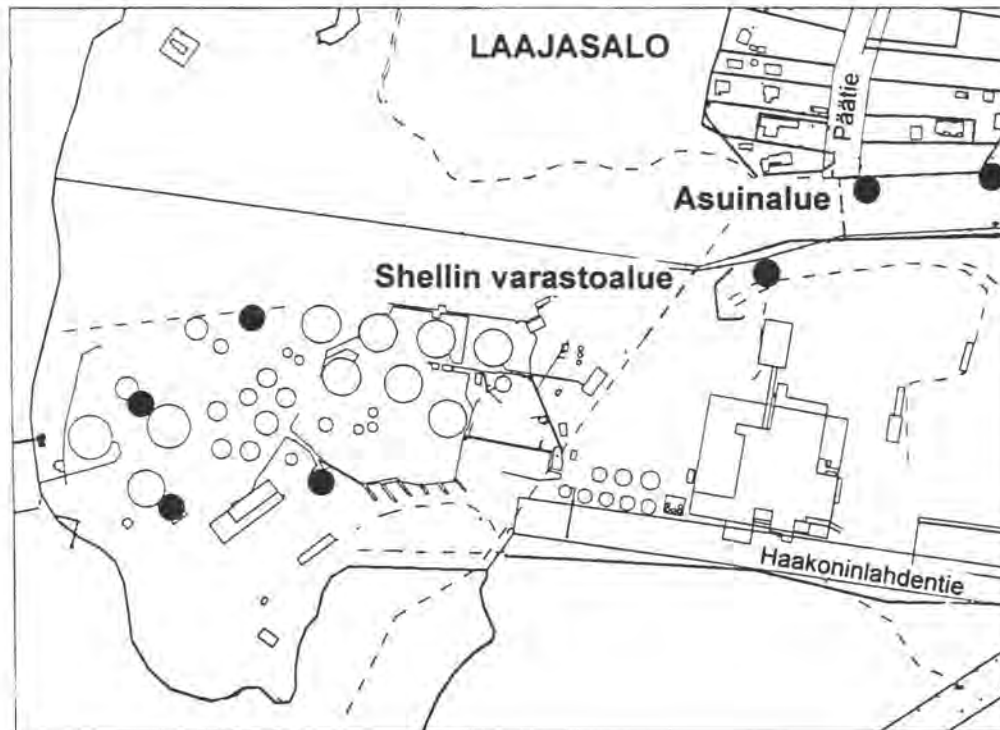 LAAJASALO
Päätie
Asuinalue
Shellin varastoalue
Haakoninlahdentie